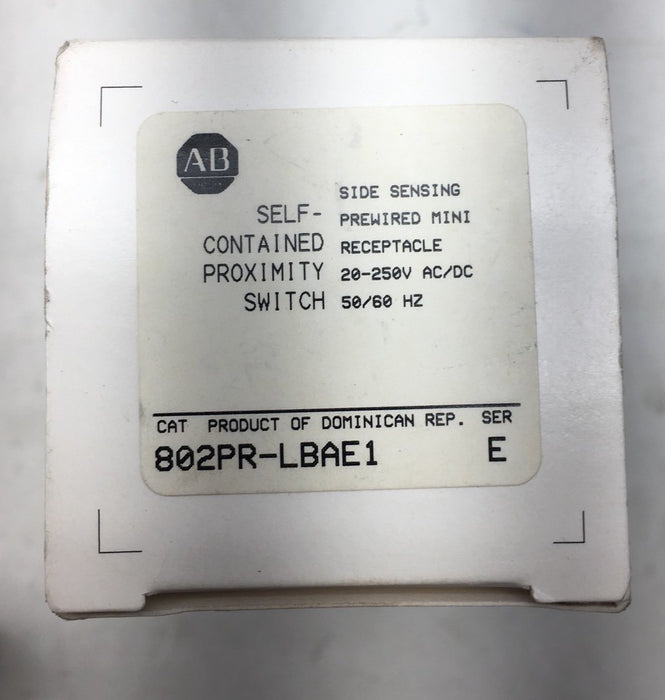 AB
SELF-
CONTAINED
PROXIMITY
SWITCH
SIDE SENSING
PREWIRED MINI
RECEPTACLE
20-250V AC/DC
50/60 HZ
CAT PRODUCT OF DOMINICAN REP. SER
802PR-LBAE1 E